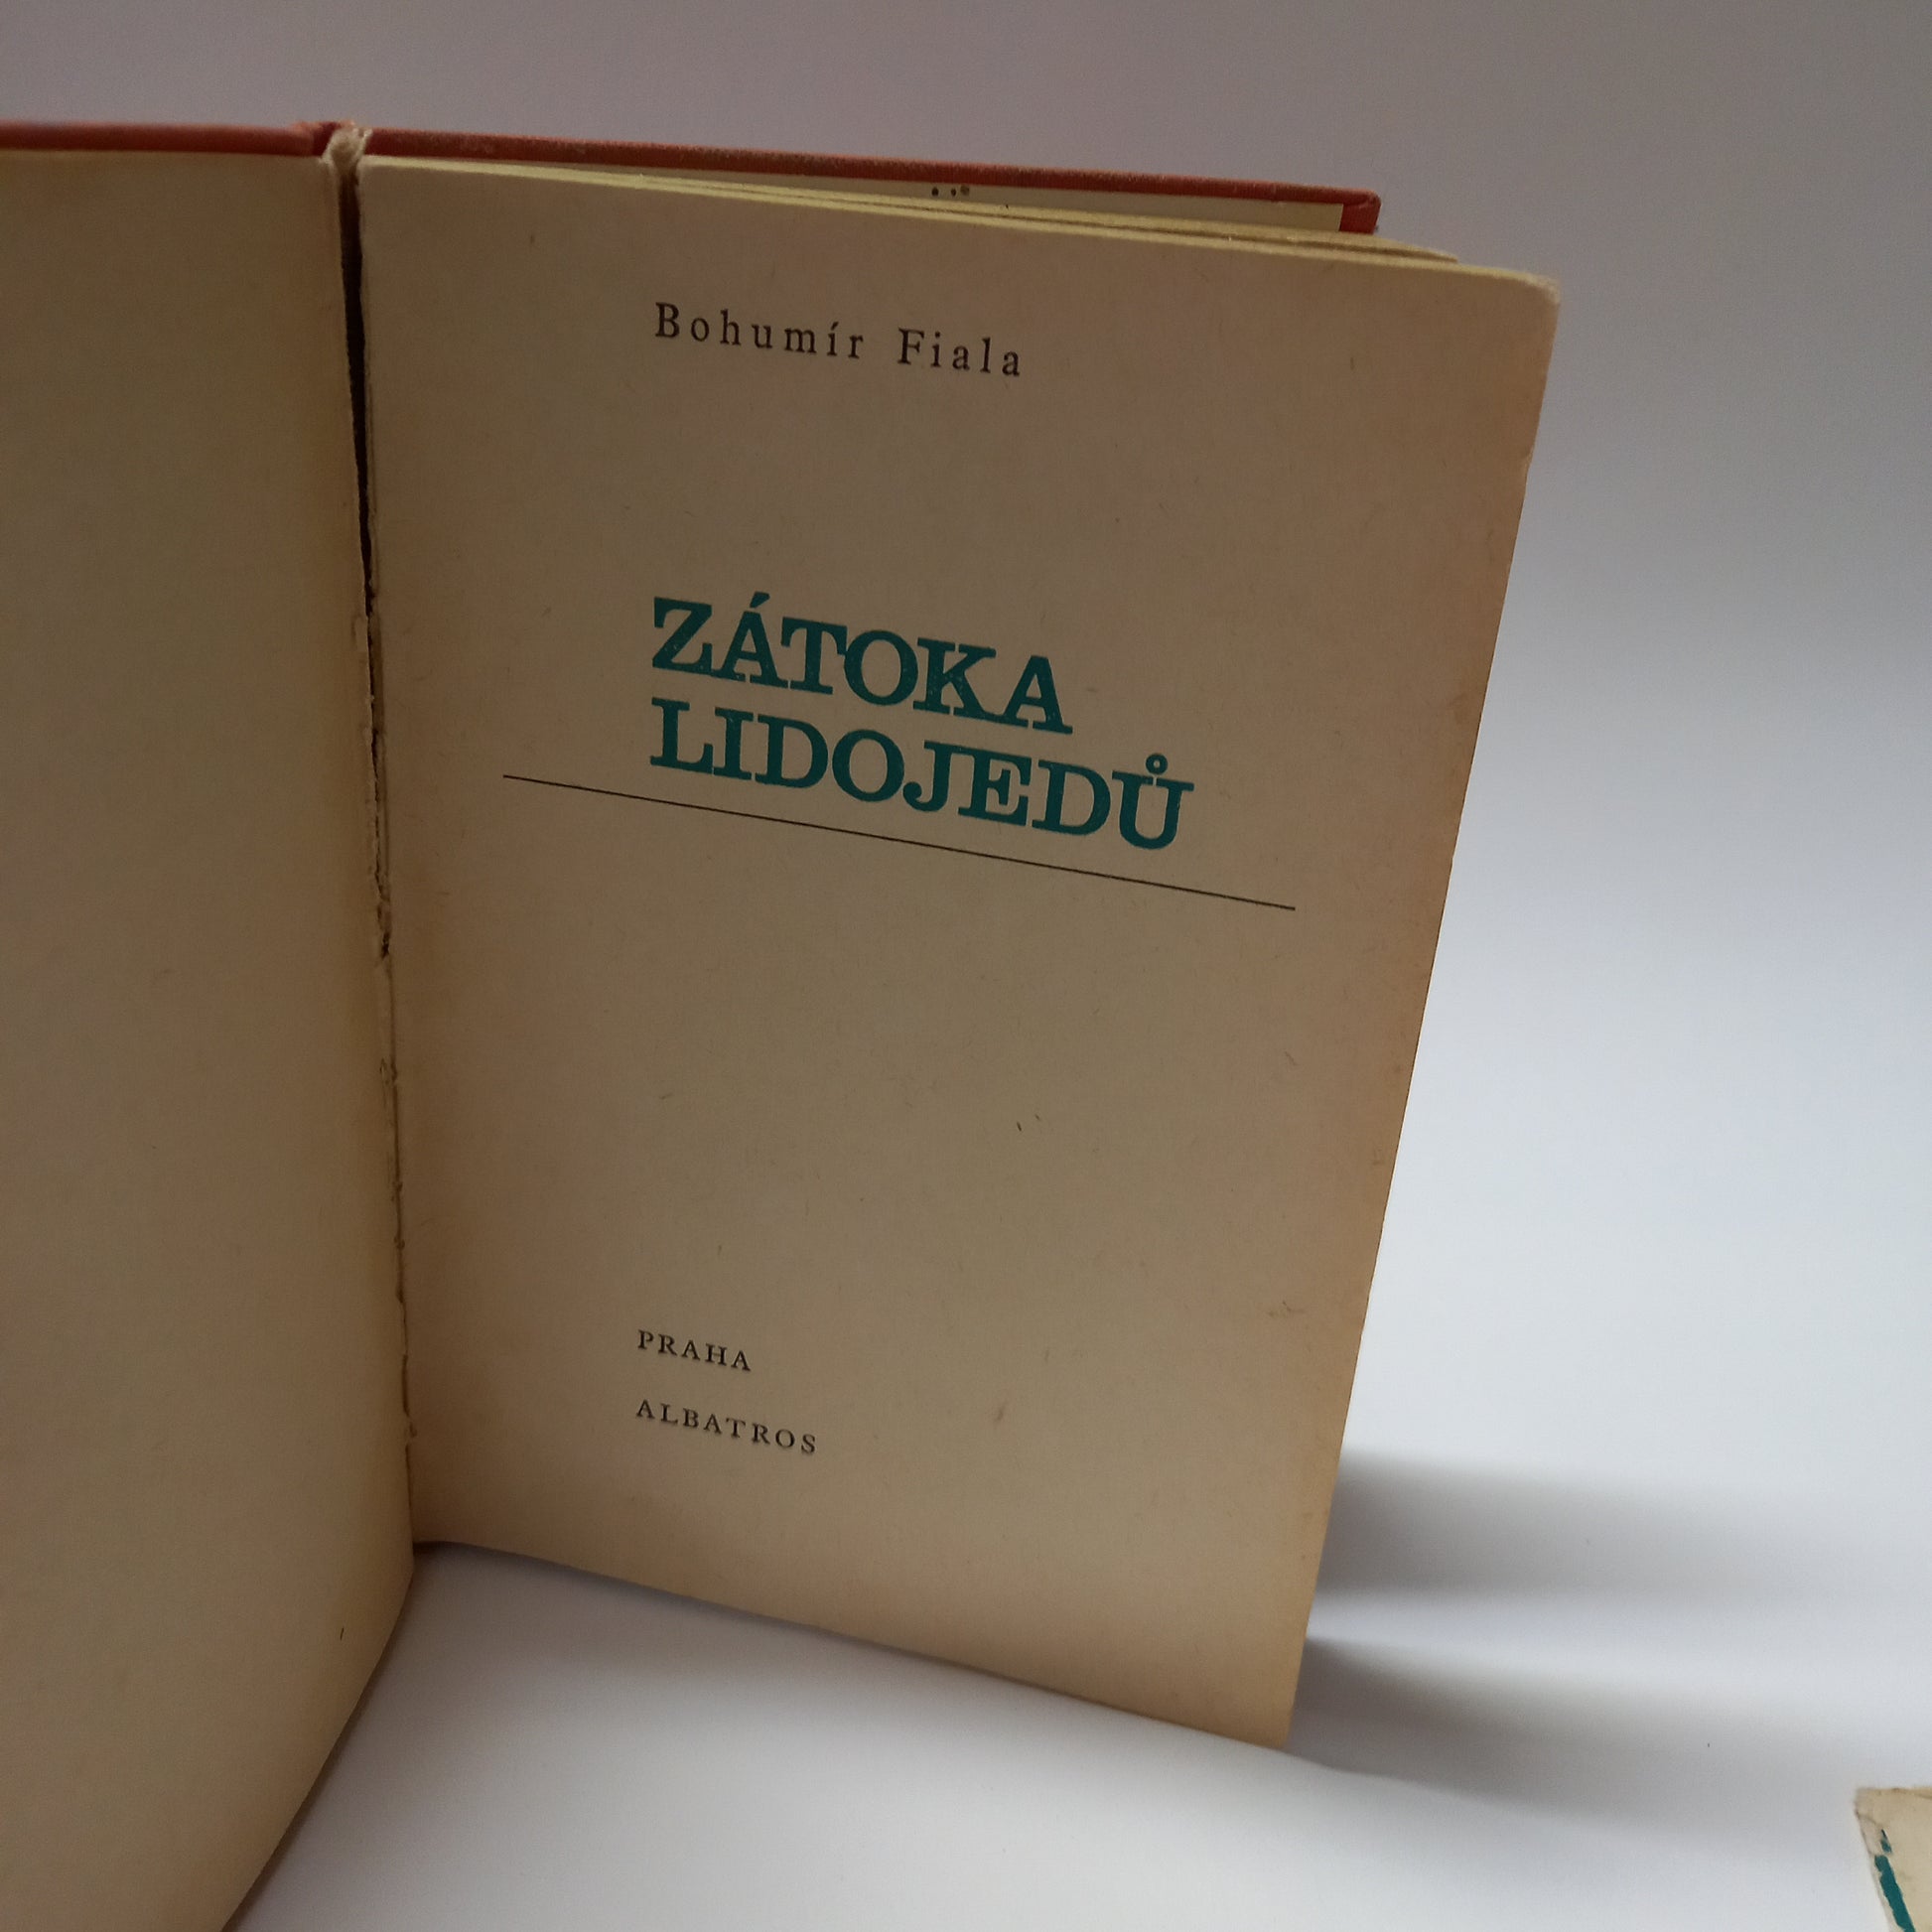 Bohumír Fiala
ZÁTOKA
LIDOJEDŮ
PRAHA
ALBATROS